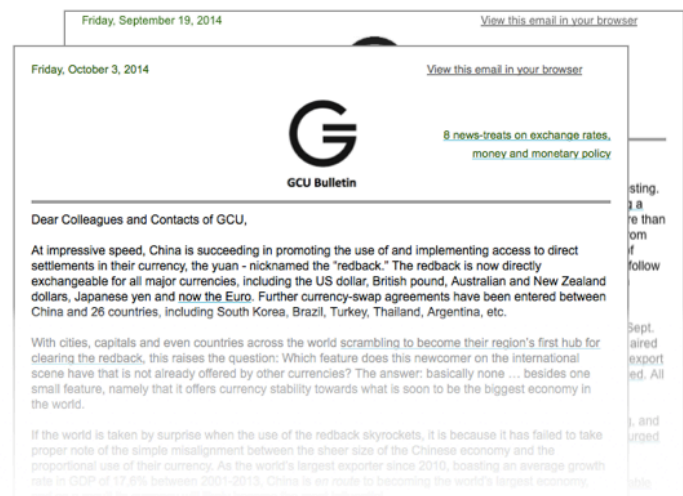 Friday, September 19, 2014
View this email in your browser
Friday, October 3, 2014
View this email in your browser
8 news-treats on exchange rates,
money and monetary policy
GCU Bulletin
Dear Colleagues and Contacts of GCU,
At impressive speed, China is succeeding in promoting the use of and implementing access to direct
settlements in their currency, the yuan - nicknamed the "redback." The redback is now directly
exchangeable for all major currencies, including the US dollar, British pound, Australian and New Zealand
dollars, Japanese yen and now the Euro. Further currency-swap agreements have been entered between
China and 26 countries, including South Korea, Brazil, Turkey, Thailand, Argentina, etc.
With cities, capitals and even countries across the world scrambling to become their region's first hub for
clearing the redback, this raises the question: Which feature does this newcomer on the international
scene have that is not already offered by other currencies? The answer: basically none ... besides one
small feature, namely that it offers currency stability towards what is soon to be the biggest economy in
the world.
If the world is taken by surprise when the use of the redback skyrockets, it is because it has failed to take
proper note of the simple misalignment between the sheer size of the Chinese economy and the
proportional use of their currency. As the world's largest exporter since 2010, boasting an average growth
rate in GDP of 17,6% between 2001-2013, China is en route to becoming the world's largest economy,
sting.
g a
re than
om
of
follow
Sept.
aired
export
ed. All
, and
urged